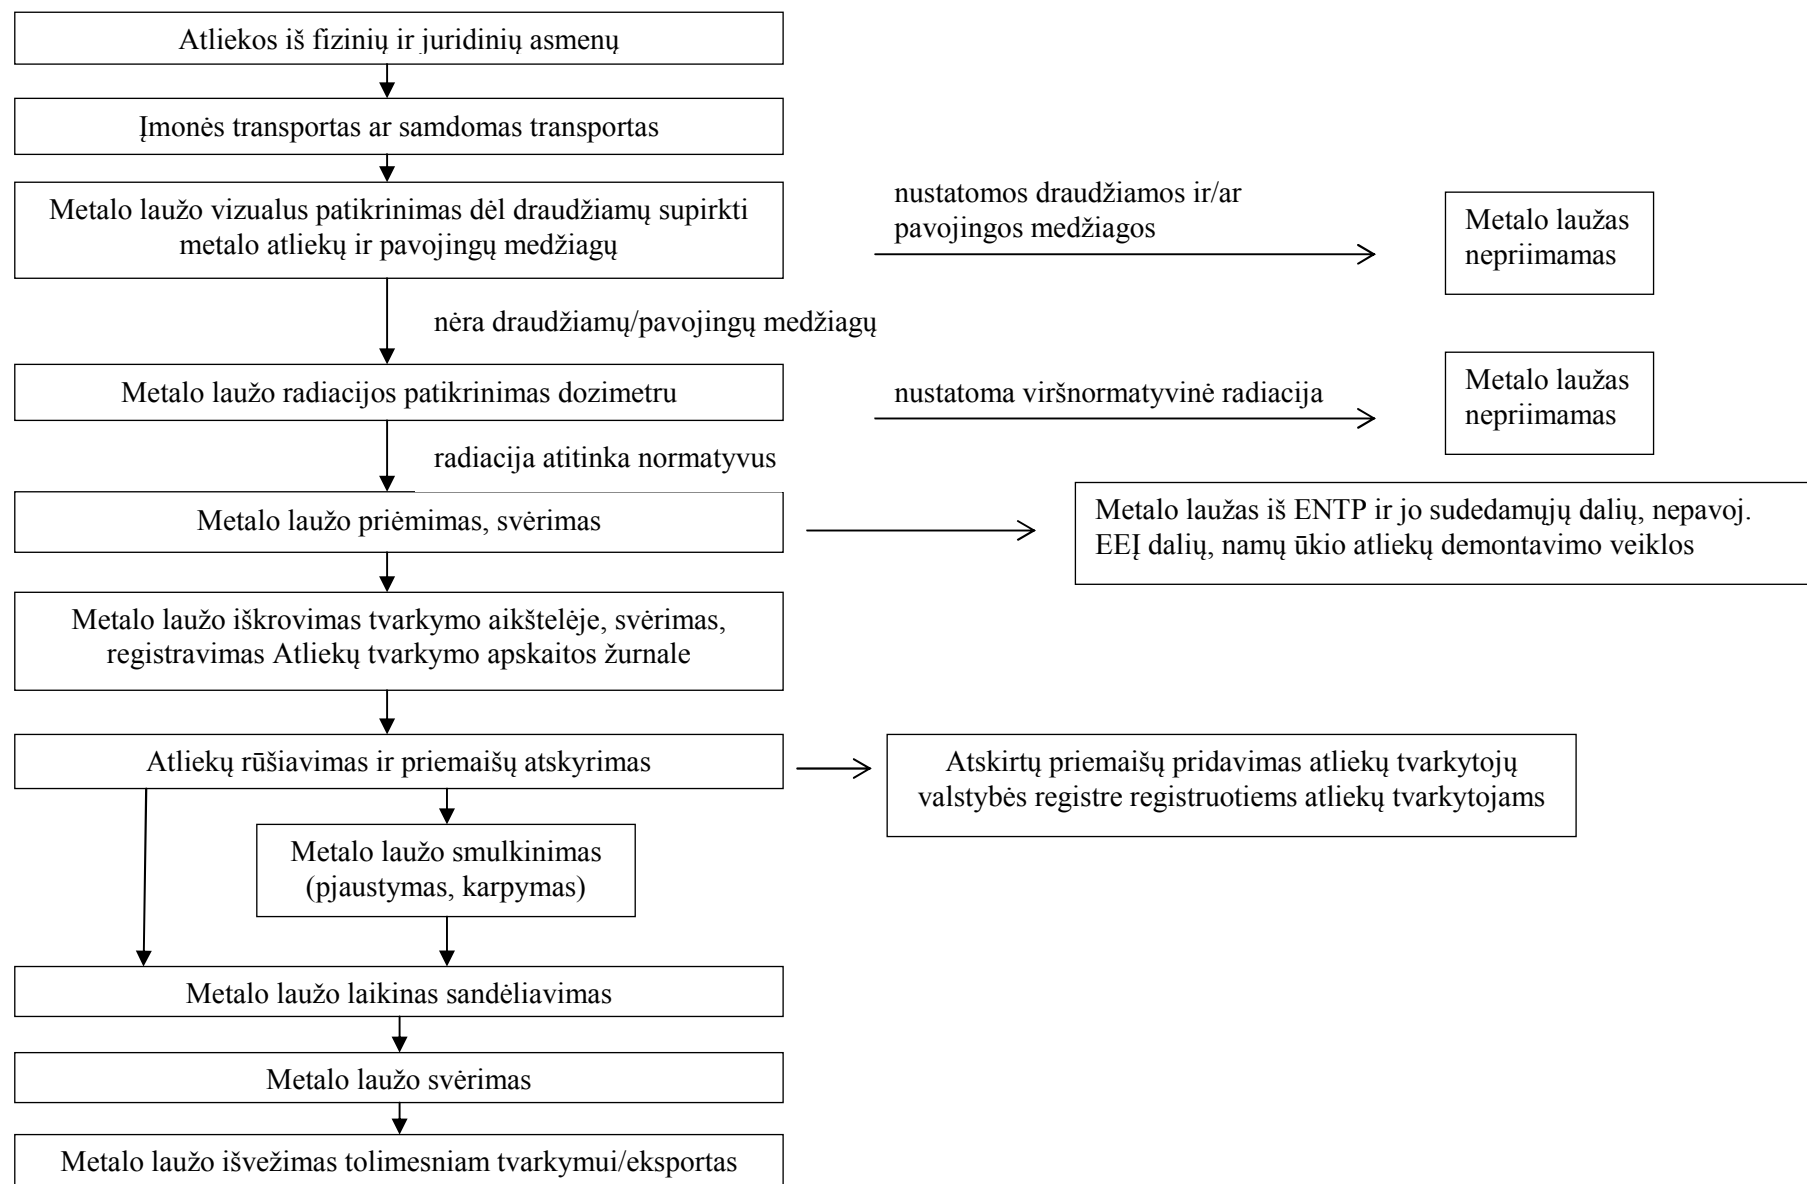 Atliekos iš fizinių ir juridinių asmenų
Įmonės transportas ar samdomas transportas
Metalo laužo vizualus patikrinimas dėl draudžiamų supirkti
metalo atliekų ir pavojingų medžiagų
nustatomos draudžiamos ir/ar
pavojingos medžiagos
Metalo laužas
nepriimamas
nėra draudžiamų/pavojingų medžiagų
Metalo laužo radiacijos patikrinimas dozimetru
nustatoma viršnormatyvinė radiacija
Metalo laužas
nepriimamas
radiacija atitinka normatyvus
Metalo laužo priėmimas, svėrimas
Metalo laužas iš ENTP ir jo sudedamųjų dalių, nepavoj.
EEĮ dalių, namų ūkio atliekų demontavimo veiklos
Metalo laužo iškrovimas tvarkymo aikštelėje, svėrimas,
registravimas Atliekų tvarkymo apskaitos žurnale
Atliekų rūšiavimas ir priemaišų atskyrimas
Atskirtų priemaišų pridavimas atliekų tvarkytojų
valstybės registre registruotiems atliekų tvarkytojams
Metalo laužo smulkinimas
(pjaustymas, karpymas)
Metalo laužo laikinas sandėliavimas
Metalo laužo svėrimas
Metalo laužo išvežimas tolimesniam tvarkymui/eksportas